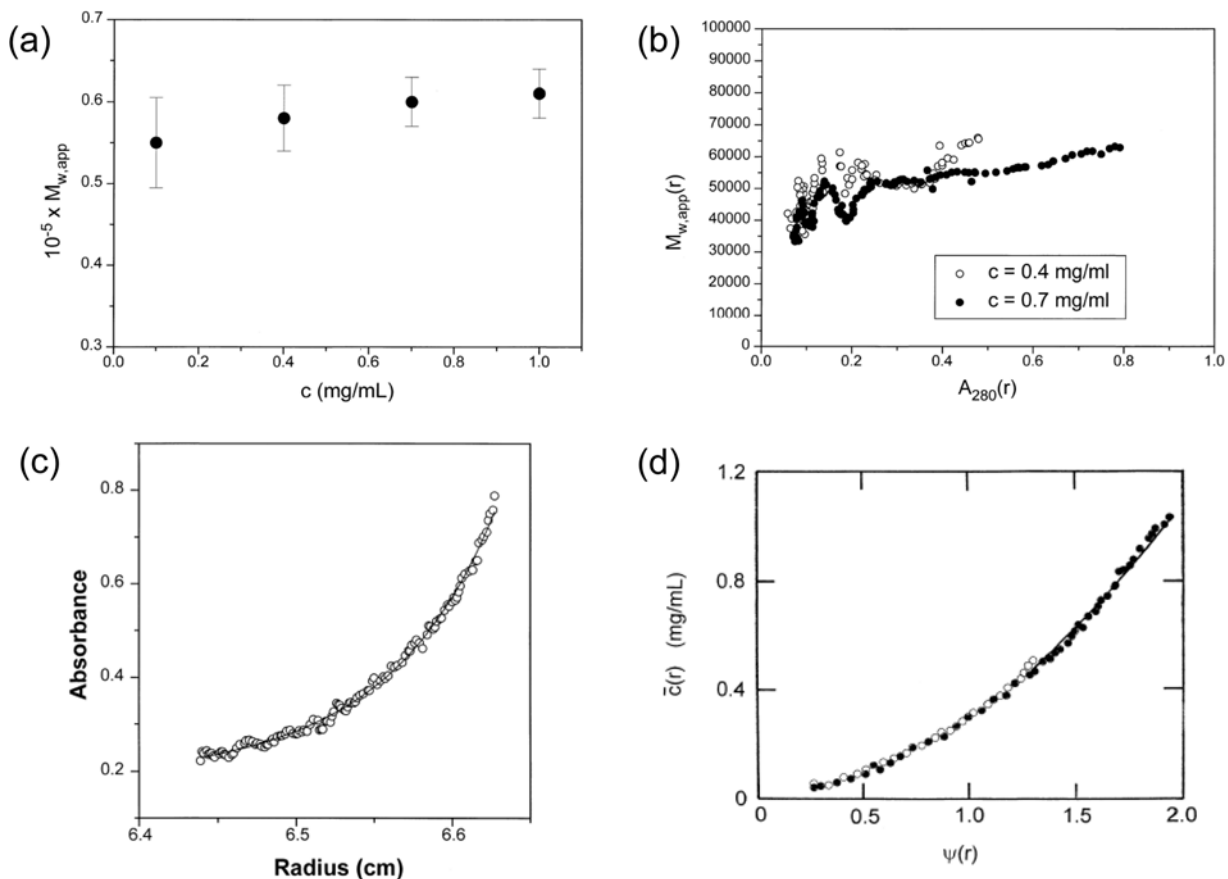 (a)
0.7
0.6
0.5
0.4
0.3
10⁻⁵ x M_w,app
0.0 0.2 0.4 0.6 0.8 1.0
c (mg/mL)
(b)
100000
90000
80000
70000
60000
50000
40000
30000
20000
10000
0
M_w,app(r)
c = 0.4 mg/ml
c = 0.7 mg/ml
0.0 0.2 0.4 0.6 0.8 1.0
A₂₈₀(r)
(c)
0.8
0.6
0.4
0.2
Absorbance
6.4 6.5 6.6
Radius (cm)
(d)
1.2
0.8
0.4
0
c̄(r) (mg/mL)
0 0.5 1.0 1.5 2.0
ψ(r)